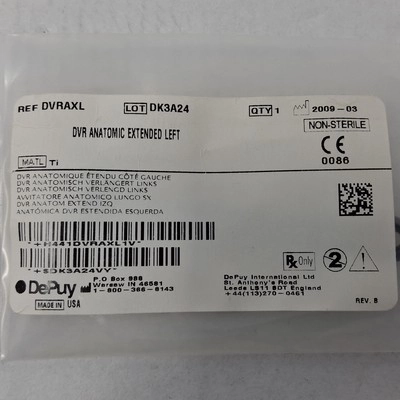 REF DVRAXL LOT DK3A24 QTY 1 2009-03
DVR ANATOMIC EXTENDED LEFT
NON-STERILE
CE
0086
MATL Ti
DVR ANATOMIQUE ÉTENDU CÔTÉ GAUCHE
DVR ANATOMISCH VERLÄNGERT LINKS
DVR ANATOMISCH VERLENGD LINKS
AVVITATORE ANATOMICO LUNGO SX
DVR ANATOM EXTEND IZQ
ANATÓMICA DVR ESTENDIDA ESQUERDA
*+H441DVRAXL1V*
*+$DK3A24VY*
DePuy
P.O Box 988
Warsaw IN 46581
1-800-366-8143
MADE IN USA
Rx Only
2
DePuy International Ltd
St. Anthony's Road
Leeds LS11 8DT England
+44(113)270-0461
REV. B